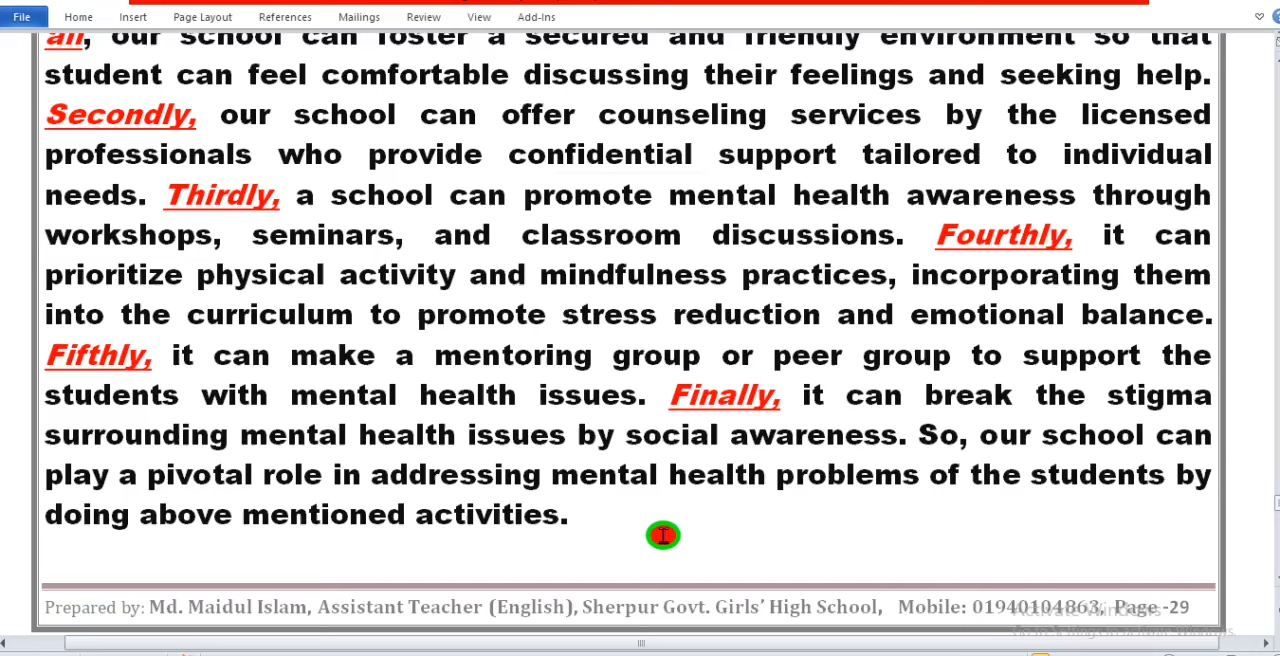 File Home Insert Page Layout References Mailings Review View Add-Ins
all, our school can foster a secured and friendly environment so that
student can feel comfortable discussing their feelings and seeking help.
Secondly, our school can offer counseling services by the licensed
professionals who provide confidential support tailored to individual
needs. Thirdly, a school can promote mental health awareness through
workshops, seminars, and classroom discussions. Fourthly, it can
prioritize physical activity and mindfulness practices, incorporating them
into the curriculum to promote stress reduction and emotional balance.
Fifthly, it can make a mentoring group or peer group to support the
students with mental health issues. Finally, it can break the stigma
surrounding mental health issues by social awareness. So, our school can
play a pivotal role in addressing mental health problems of the students by
doing above mentioned activities.
Prepared by: Md. Maidul Islam, Assistant Teacher (English), Sherpur Govt. Girls' High School, Mobile: 01940104863, Page -29
Activate Windows